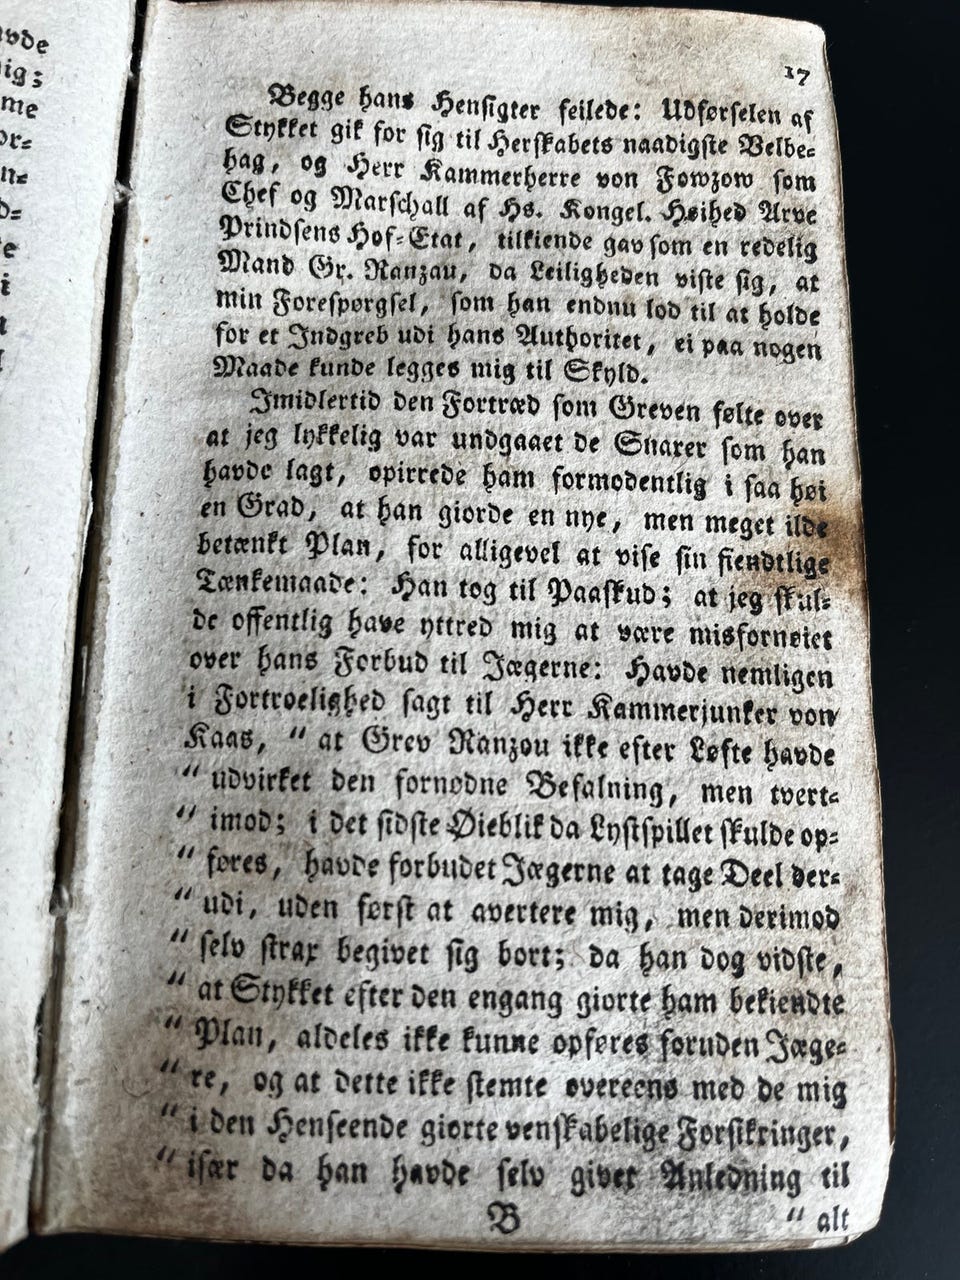 avde
ig;
me
or-
n-
d-
e
i
t
l
17
Begge hans Hensigter feilede: Udførselen af
Stykket gik for sig til Herskabets naadigste Velbe-
hag, og Herr Kammerherre von Fowzow som
Chef og Marschall af Hs. Kongel. Høihed Arve
Prindsens Hof-Etat, tilkiende gav som en redelig
Mand Gr. Ranzau, da Leiligheden viste sig, at
min Forespørgsel, som han endnu lod til at holde
for et Indgreb udi hans Authoritet, ei paa nogen
Maade kunde legges mig til Skyld.
Imidlertid den Fortræd som Greven følte over
at jeg lykkelig var undgaaet de Snarer som han
havde lagt, opirrede ham formodentlig i saa høi
en Grad, at han giorde en nye, men meget ilde
betænkt Plan, for alligevel at vise sin fiendtlige
Tænkemaade: Han tog til Paaskud; at jeg skul-
de offentlig have yttred mig at være misfornøiet
over hans Forbud til Jægerne: Havde nemligen
i Fortroelighed sagt til Herr Kammerjunker von
Kaas, “ at Grev Ranzou ikke efter Løfte havde
“ udvirket den fornødne Befalning, men tvert-
“ imod; i det sidste Øieblik da Lystspillet skulde op-
“ føres, havde forbudet Jægerne at tage Deel der-
“ udi, uden først at avertere mig, men derimod
“ selv strax begivet sig bort; da han dog vidste,
“ at Stykket efter den engang giorte ham bekiendte
“ Plan, aldeles ikke kunne opføres foruden Jæge-
“ re, og at dette ikke stemte overeens med de mig
“ i den Henseende giorte venskabelige Forsikringer,
“ især da han havde selv givet Anledning til
B “ alt